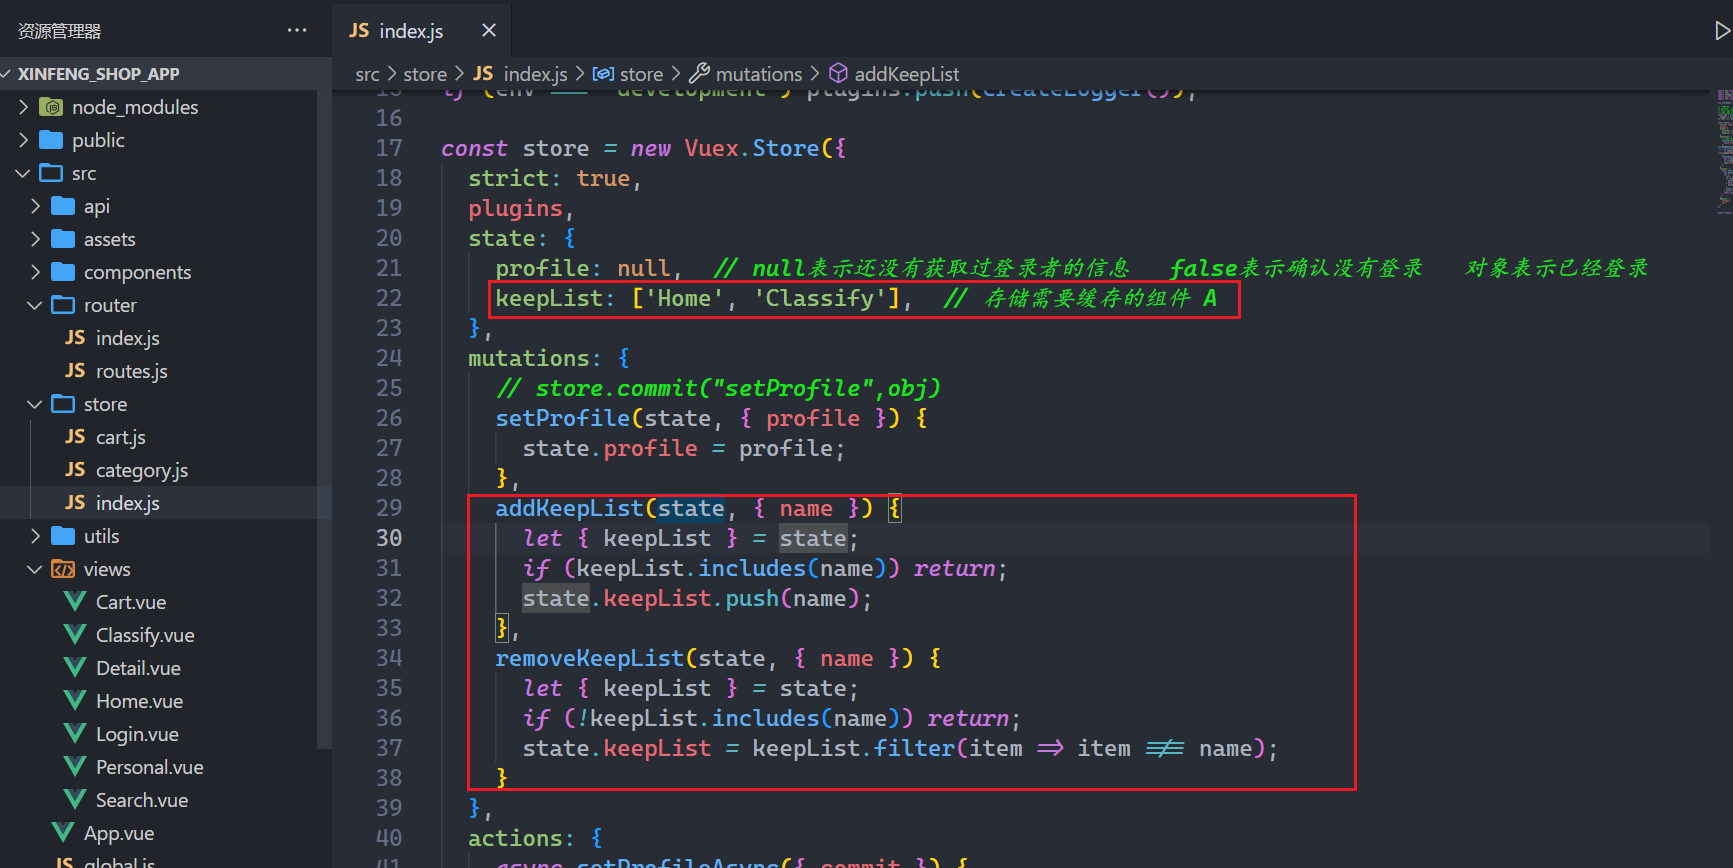 资源管理器
···
XINFENG_SHOP_APP
node_modules
public
src
api
assets
components
router
JS index.js
JS routes.js
store
JS cart.js
JS category.js
JS index.js
utils
views
Cart.vue
Classify.vue
Detail.vue
Home.vue
Login.vue
Personal.vue
Search.vue
App.vue
JS global.js
JS index.js
src > store > JS index.js > store > mutations > addKeepList
15 if (env === "development") plugins.push(createLogger());
16
17 const store = new Vuex.Store({
18 strict: true,
19 plugins,
20 state: {
21 profile: null, // null表示还没有获取过登录者的信息 false表示确认没有登录 对象表示已经登录
22 keepList: ['Home', 'Classify'], // 存储需要缓存的组件 A
23 },
24 mutations: {
25 // store.commit("setProfile",obj)
26 setProfile(state, { profile }) {
27 state.profile = profile;
28 },
29 addKeepList(state, { name }) {
30 let { keepList } = state;
31 if (keepList.includes(name)) return;
32 state.keepList.push(name);
33 },
34 removeKeepList(state, { name }) {
35 let { keepList } = state;
36 if (!keepList.includes(name)) return;
37 state.keepList = keepList.filter(item => item !== name);
38 }
39 },
40 actions: {
41 async setProfileAsync({ commit }) {